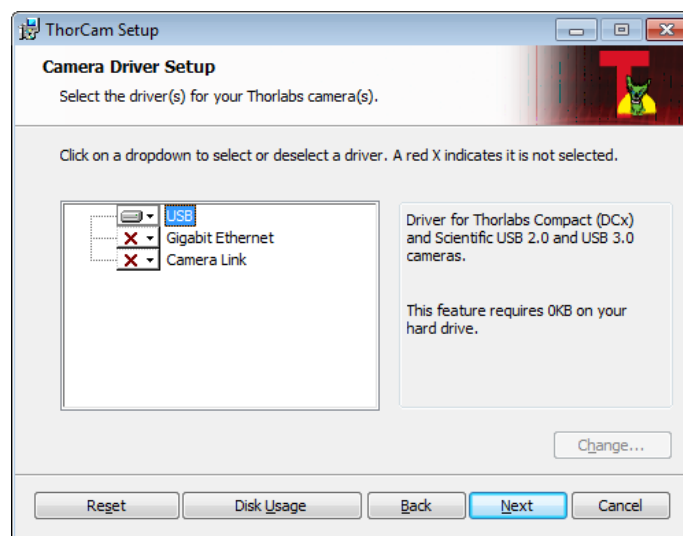 ThorCam Setup
Camera Driver Setup
Select the driver(s) for your Thorlabs camera(s).
Click on a dropdown to select or deselect a driver. A red X indicates it is not selected.
USB
Gigabit Ethernet
Camera Link
Driver for Thorlabs Compact (DCx)
and Scientific USB 2.0 and USB 3.0
cameras.
This feature requires 0KB on your
hard drive.
Change...
Reset
Disk Usage
Back
Next
Cancel